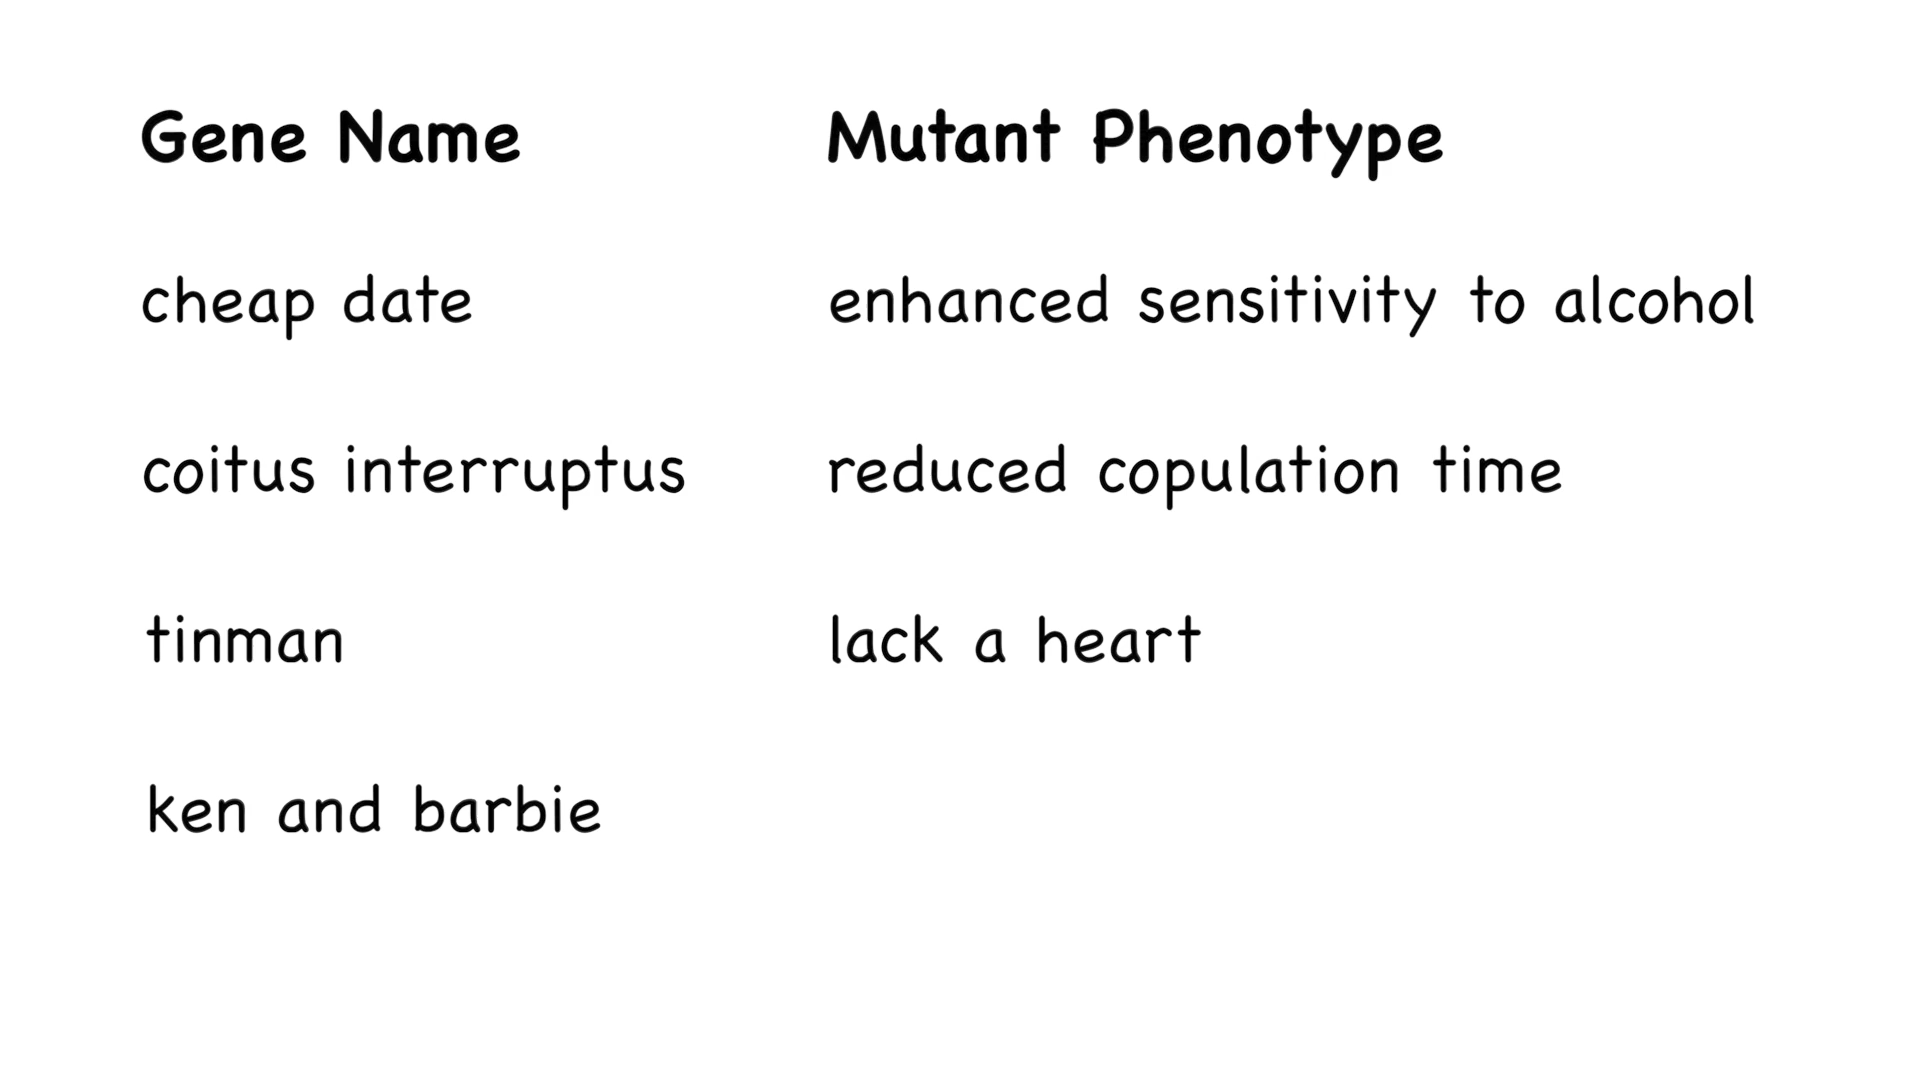 Gene Name Mutant Phenotype
cheap date enhanced sensitivity to alcohol
coitus interruptus reduced copulation time
tinman lack a heart
ken and barbie